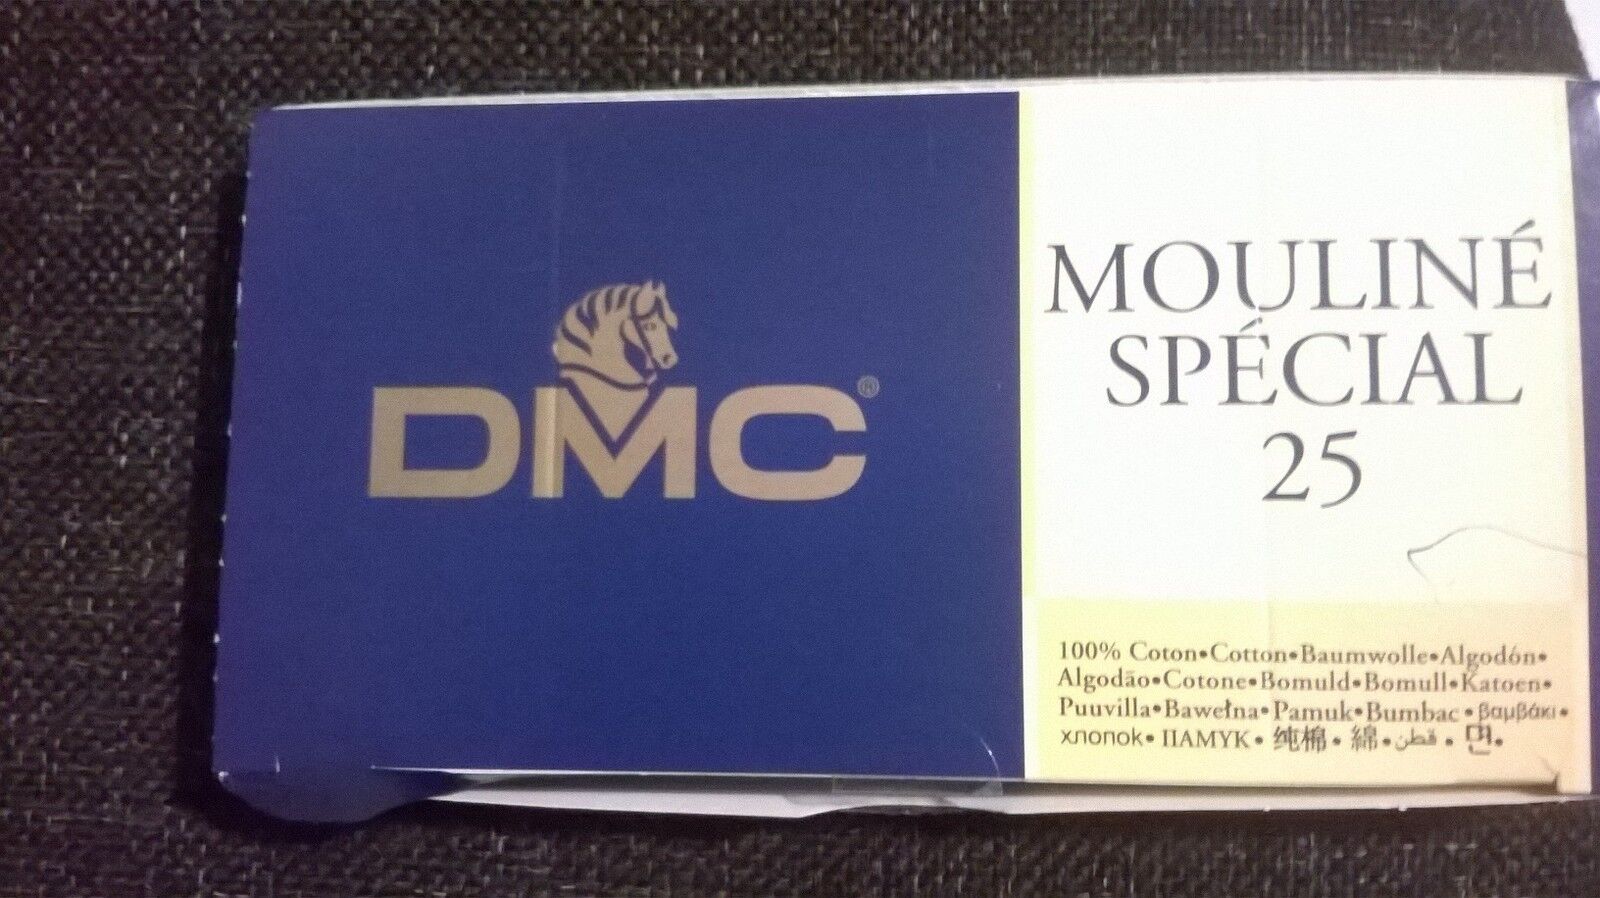 DMC®
MOULINÉ
SPÉCIAL
25
100% Coton•Cotton•Baumwolle•Algodón•
Algodão•Cotone•Bomuld•Bomull•Katoen•
Puuvilla•Bawełna•Pamuk•Bumbac•βαμβάκι•
хлопок•ПАМУК•纯棉•綿•قطن•면•